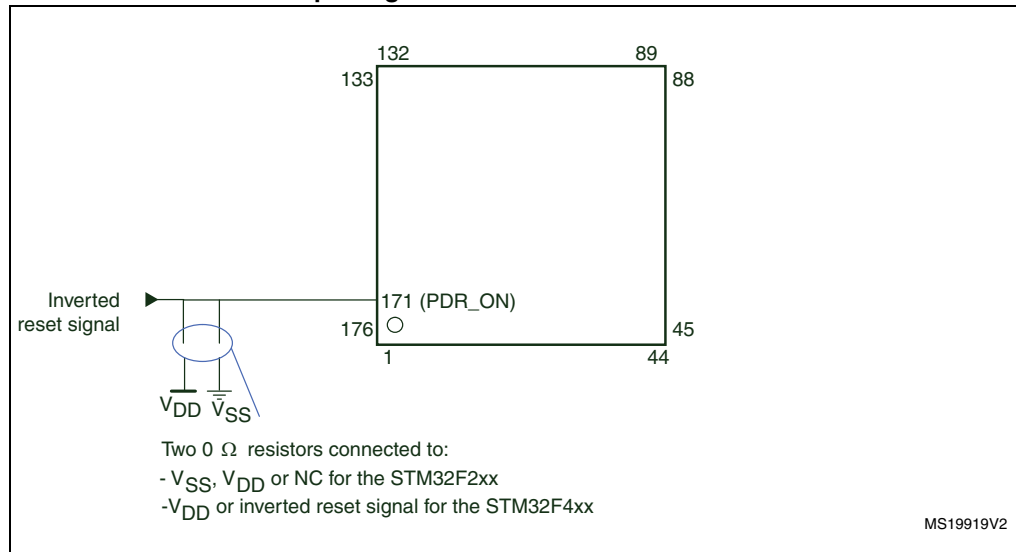 132 89
133 88
Inverted
reset signal
171 (PDR_ON)
176 45
1 44
VDD VSS
Two 0 Ω resistors connected to:
- VSS, VDD or NC for the STM32F2xx
-VDD or inverted reset signal for the STM32F4xx
MS19919V2